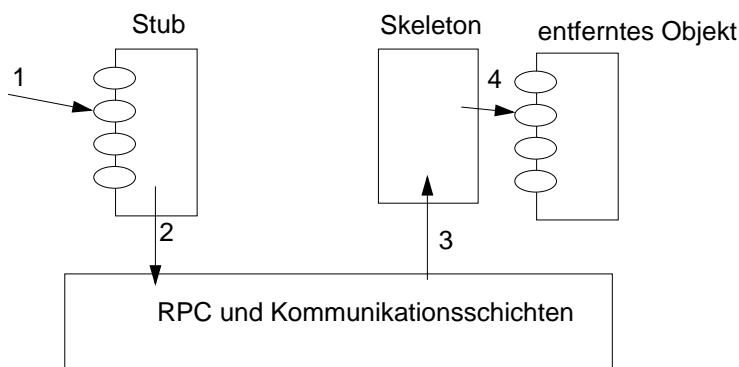 Stub
Skeleton
entferntes Objekt
1
4
2
3
RPC und Kommunikationsschichten